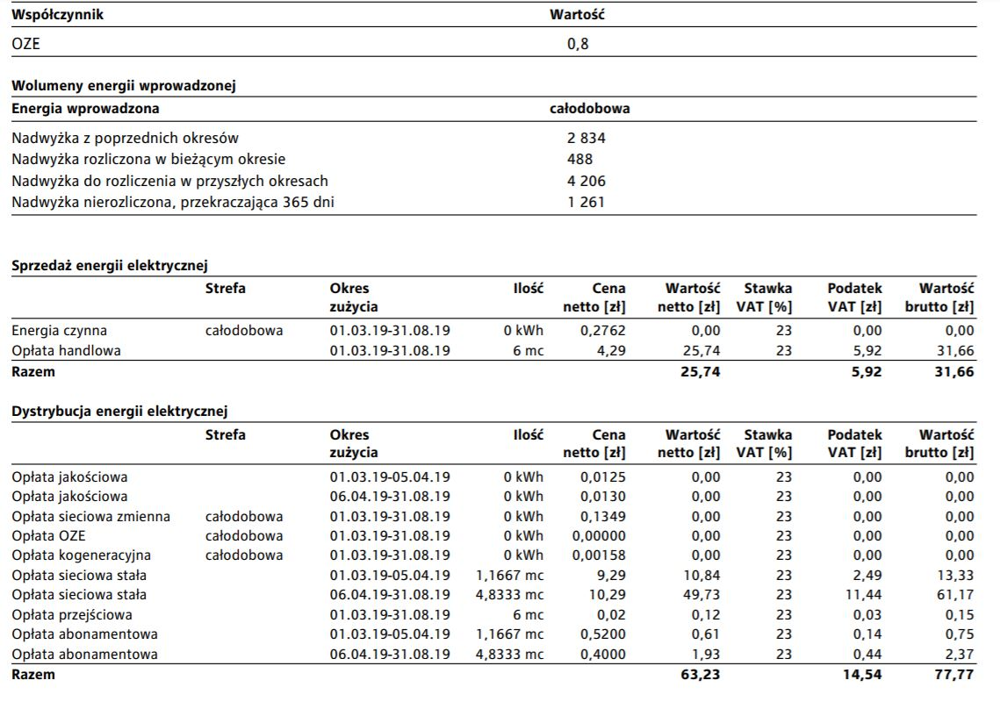 Współczynnik Wartość
OZE 0,8
Wolumeny energii wprowadzonej
Energia wprowadzona całodobowa
Nadwyżka z poprzednich okresów 2 834
Nadwyżka rozliczona w bieżącym okresie 488
Nadwyżka do rozliczenia w przyszłych okresach 4 206
Nadwyżka nierozliczona, przekraczająca 365 dni 1 261
Sprzedaż energii elektrycznej
Strefa Okres Ilość Cena Wartość Stawka Podatek Wartość
zużycia netto [zł] netto [zł] VAT [%] VAT [zł] brutto [zł]
Energia czynna całodobowa 01.03.19-31.08.19 0 kWh 0,2762 0,00 23 0,00 0,00
Opłata handlowa 01.03.19-31.08.19 6 mc 4,29 25,74 23 5,92 31,66
Razem 25,74 5,92 31,66
Dystrybucja energii elektrycznej
Strefa Okres Ilość Cena Wartość Stawka Podatek Wartość
zużycia netto [zł] netto [zł] VAT [%] VAT [zł] brutto [zł]
Opłata jakościowa 01.03.19-05.04.19 0 kWh 0,0125 0,00 23 0,00 0,00
Opłata jakościowa 06.04.19-31.08.19 0 kWh 0,0130 0,00 23 0,00 0,00
Opłata sieciowa zmienna całodobowa 01.03.19-31.08.19 0 kWh 0,1349 0,00 23 0,00 0,00
Opłata OZE całodobowa 01.03.19-31.08.19 0 kWh 0,00000 0,00 23 0,00 0,00
Opłata kogeneracyjna całodobowa 01.03.19-31.08.19 0 kWh 0,00158 0,00 23 0,00 0,00
Opłata sieciowa stała 01.03.19-05.04.19 1,1667 mc 9,29 10,84 23 2,49 13,33
Opłata sieciowa stała 06.04.19-31.08.19 4,8333 mc 10,29 49,73 23 11,44 61,17
Opłata przejściowa 01.03.19-31.08.19 6 mc 0,02 0,12 23 0,03 0,15
Opłata abonamentowa 01.03.19-05.04.19 1,1667 mc 0,5200 0,61 23 0,14 0,75
Opłata abonamentowa 06.04.19-31.08.19 4,8333 mc 0,4000 1,93 23 0,44 2,37
Razem 63,23 14,54 77,77